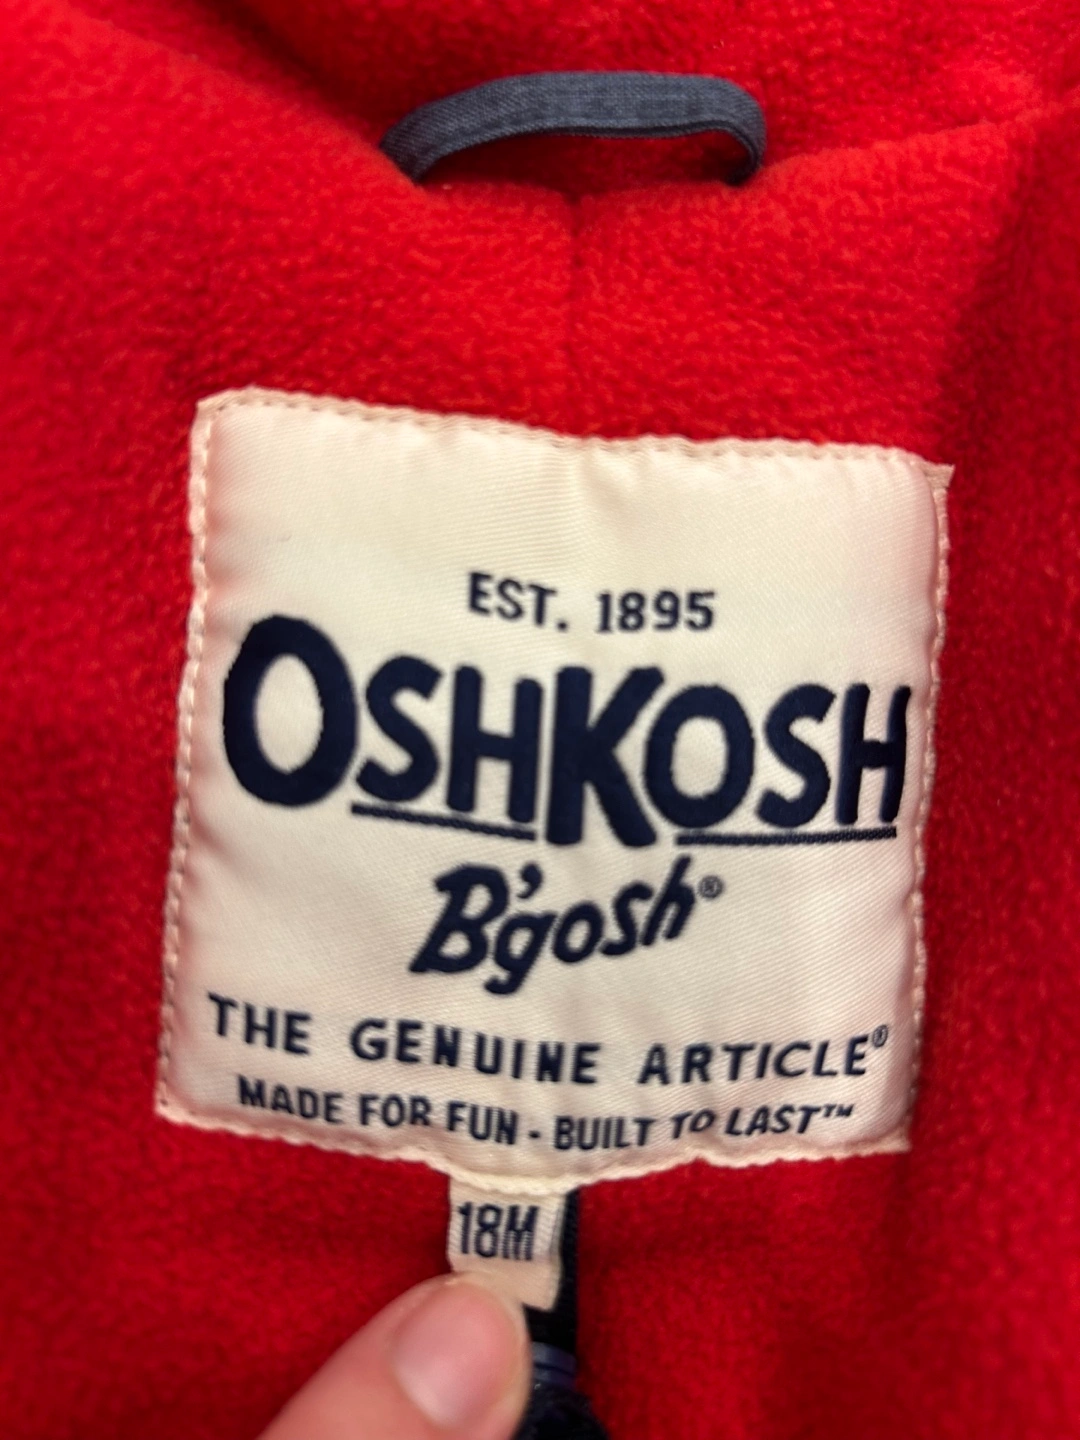 EST. 1895
OSHKOSH
B'gosh®
THE GENUINE ARTICLE®
MADE FOR FUN - BUILT TO LAST™
18M